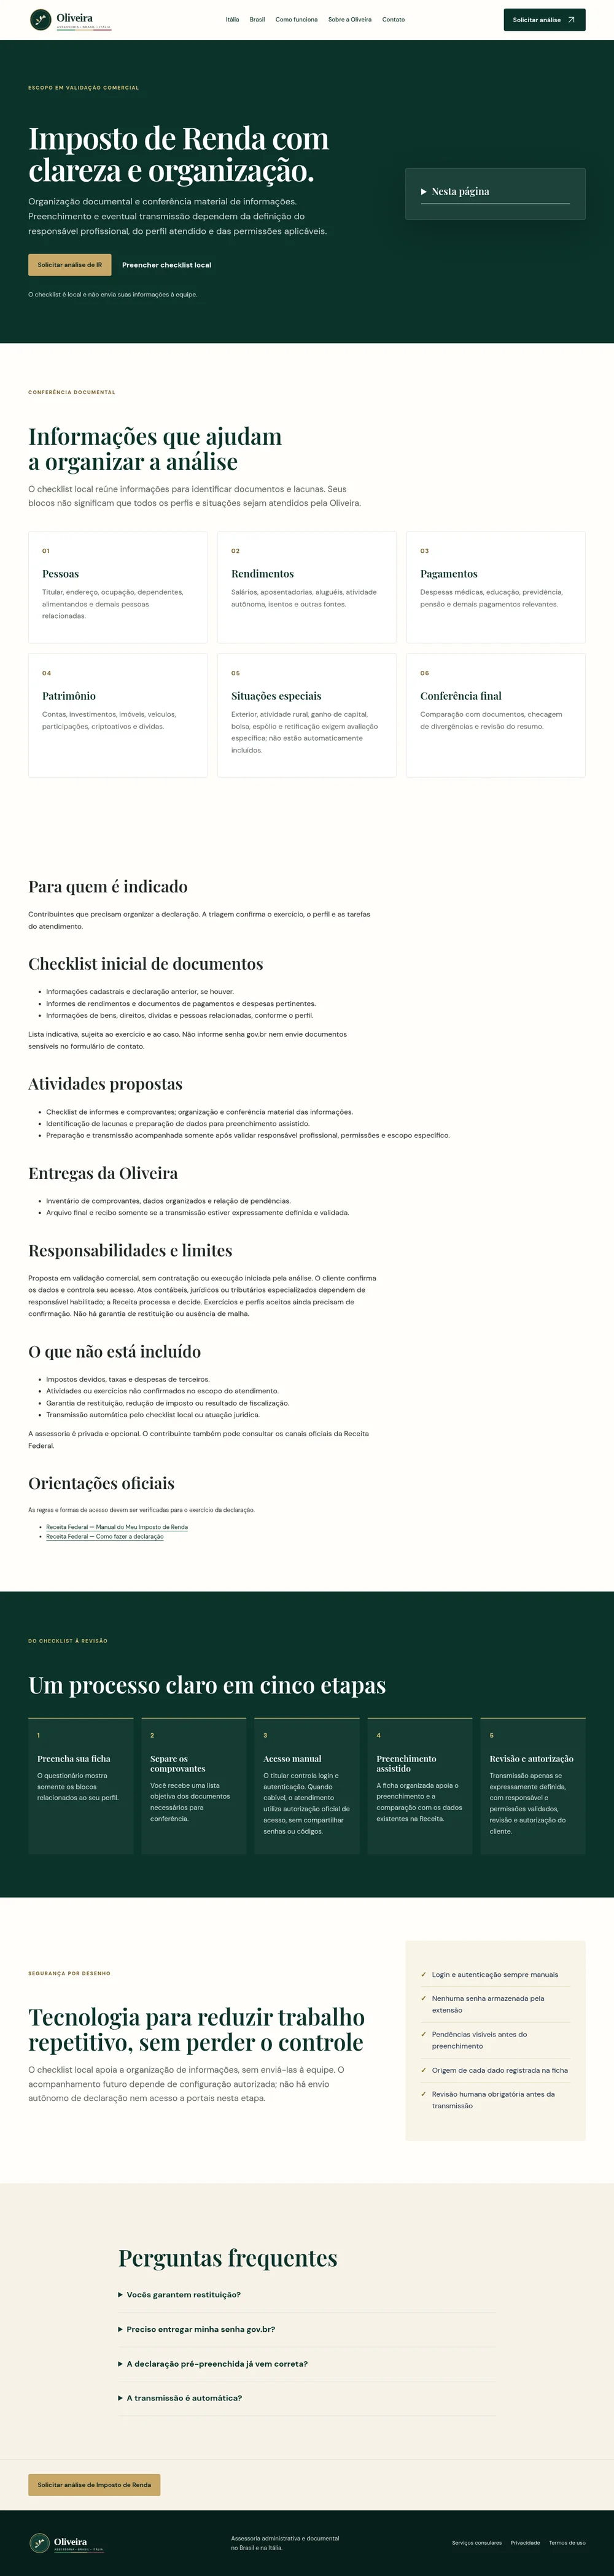 Oliveira
ASSESSORIA · BRASIL · ITÁLIA
Itália
Brasil
Como funciona
Sobre a Oliveira
Contato
Solicitar análise
ESCOPO EM VALIDAÇÃO COMERCIAL
Imposto de Renda com
clareza e organização.
Organização documental e conferência material de informações.
Preenchimento e eventual transmissão dependem da definição do
responsável profissional, do perfil atendido e das permissões aplicáveis.
Solicitar análise de IR
Preencher checklist local
O checklist é local e não envia suas informações à equipe.
Nesta página
CONFERÊNCIA DOCUMENTAL
Informações que ajudam
a organizar a análise
O checklist local reúne informações para identificar documentos e lacunas. Seus
blocos não significam que todos os perfis e situações sejam atendidos pela Oliveira.
01
Pessoas
Titular, endereço, ocupação, dependentes,
alimentandos e demais pessoas
relacionadas.
02
Rendimentos
Salários, aposentadorias, aluguéis, atividade
autônoma, isentos e outras fontes.
03
Pagamentos
Despesas médicas, educação, previdência,
pensão e demais pagamentos relevantes.
04
Patrimônio
Contas, investimentos, imóveis, veículos,
participações, criptoativos e dívidas.
05
Situações especiais
Exterior, atividade rural, ganho de capital,
bolsa, espólio e retificação exigem avaliação
específica; não estão automaticamente
incluídos.
06
Conferência final
Comparação com documentos, checagem
de divergências e revisão do resumo.
Para quem é indicado
Contribuintes que precisam organizar a declaração. A triagem confirma o exercício, o perfil e as tarefas
do atendimento.
Checklist inicial de documentos
Informações cadastrais e declaração anterior, se houver.
Informes de rendimentos e documentos de pagamentos e despesas pertinentes.
Informações de bens, direitos, dívidas e pessoas relacionadas, conforme o perfil.
Lista indicativa, sujeita ao exercício e ao caso. Não informe senha gov.br nem envie documentos
sensíveis no formulário de contato.
Atividades propostas
Checklist de informes e comprovantes; organização e conferência material das informações.
Identificação de lacunas e preparação de dados para preenchimento assistido.
Preparação e transmissão acompanhada somente após validar responsável profissional, permissões e escopo específico.
Entregas da Oliveira
Inventário de comprovantes, dados organizados e relação de pendências.
Arquivo final e recibo somente se a transmissão estiver expressamente definida e validada.
Responsabilidades e limites
Proposta em validação comercial, sem contratação ou execução iniciada pela análise. O cliente confirma
os dados e controla seu acesso. Atos contábeis, jurídicos ou tributários especializados dependem de
responsável habilitado; a Receita processa e decide. Exercícios e perfis aceitos ainda precisam de
confirmação. Não há garantia de restituição ou ausência de malha.
O que não está incluído
Impostos devidos, taxas e despesas de terceiros.
Atividades ou exercícios não confirmados no escopo do atendimento.
Garantia de restituição, redução de imposto ou resultado de fiscalização.
Transmissão automática pelo checklist local ou atuação jurídica.
A assessoria é privada e opcional. O contribuinte também pode consultar os canais oficiais da Receita
Federal.
Orientações oficiais
As regras e formas de acesso devem ser verificadas para o exercício da declaração.
Receita Federal — Manual do Meu Imposto de Renda
Receita Federal — Como fazer a declaração
DO CHECKLIST À REVISÃO
Um processo claro em cinco etapas
1
Preencha sua ficha
O questionário mostra
somente os blocos
relacionados ao seu perfil.
2
Separe os
comprovantes
Você recebe uma lista
objetiva dos documentos
necessários para
conferência.
3
Acesso manual
O titular controla login e
autenticação. Quando
cabível, o atendimento
utiliza autorização oficial de
acesso, sem compartilhar
senhas ou códigos.
4
Preenchimento
assistido
A ficha organizada apoia o
preenchimento e a
comparação com os dados
existentes na Receita.
5
Revisão e autorização
Transmissão apenas se
expressamente definida,
com responsável e
permissões validados,
revisão e autorização do
cliente.
SEGURANÇA POR DESENHO
Tecnologia para reduzir trabalho
repetitivo, sem perder o controle
O checklist local apoia a organização de informações, sem enviá-las à equipe. O
acompanhamento futuro depende de configuração autorizada; não há envio
autônomo de declaração nem acesso a portais nesta etapa.
✓ Login e autenticação sempre manuais
✓ Nenhuma senha armazenada pela
extensão
✓ Pendências visíveis antes do
preenchimento
✓ Origem de cada dado registrada na ficha
✓ Revisão humana obrigatória antes da
transmissão
Perguntas frequentes
Vocês garantem restituição?
Preciso entregar minha senha gov.br?
A declaração pré-preenchida já vem correta?
A transmissão é automática?
Solicitar análise de Imposto de Renda
Oliveira
ASSESSORIA · BRASIL · ITÁLIA
Assessoria administrativa e documental
no Brasil e na Itália.
Serviços consulares
Privacidade
Termos de uso